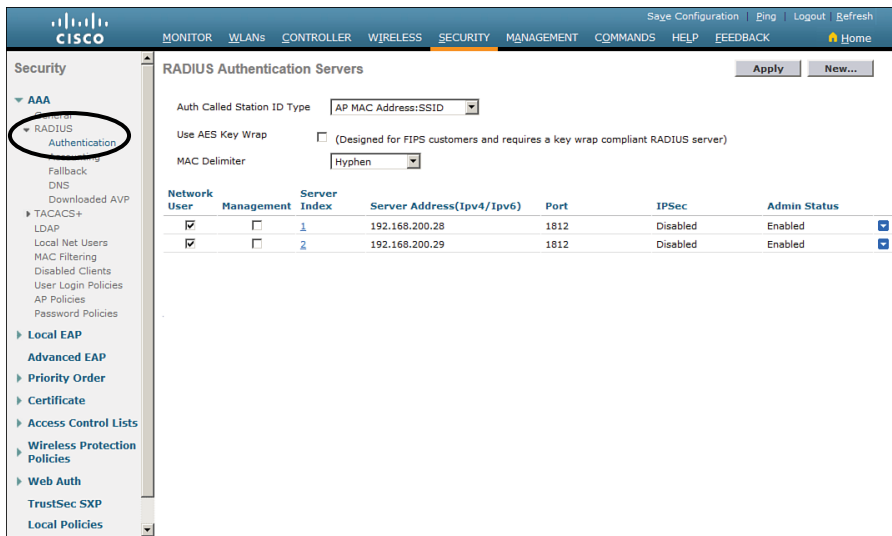 Save Configuration | Ping | Logout | Refresh
CISCO
MONITOR WLANs CONTROLLER WIRELESS SECURITY MANAGEMENT COMMANDS HELP FEEDBACK Home
Security
AAA
General
RADIUS
Authentication
Accounting
Fallback
DNS
Downloaded AVP
TACACS+
LDAP
Local Net Users
MAC Filtering
Disabled Clients
User Login Policies
AP Policies
Password Policies
Local EAP
Advanced EAP
Priority Order
Certificate
Access Control Lists
Wireless Protection
Policies
Web Auth
TrustSec SXP
Local Policies
RADIUS Authentication Servers
Apply
New...
Auth Called Station ID Type AP MAC Address:SSID
Use AES Key Wrap (Designed for FIPS customers and requires a key wrap compliant RADIUS server)
MAC Delimiter Hyphen
Network User Management Server Index Server Address(Ipv4/Ipv6) Port IPSec Admin Status
1 192.168.200.28 1812 Disabled Enabled
2 192.168.200.29 1812 Disabled Enabled